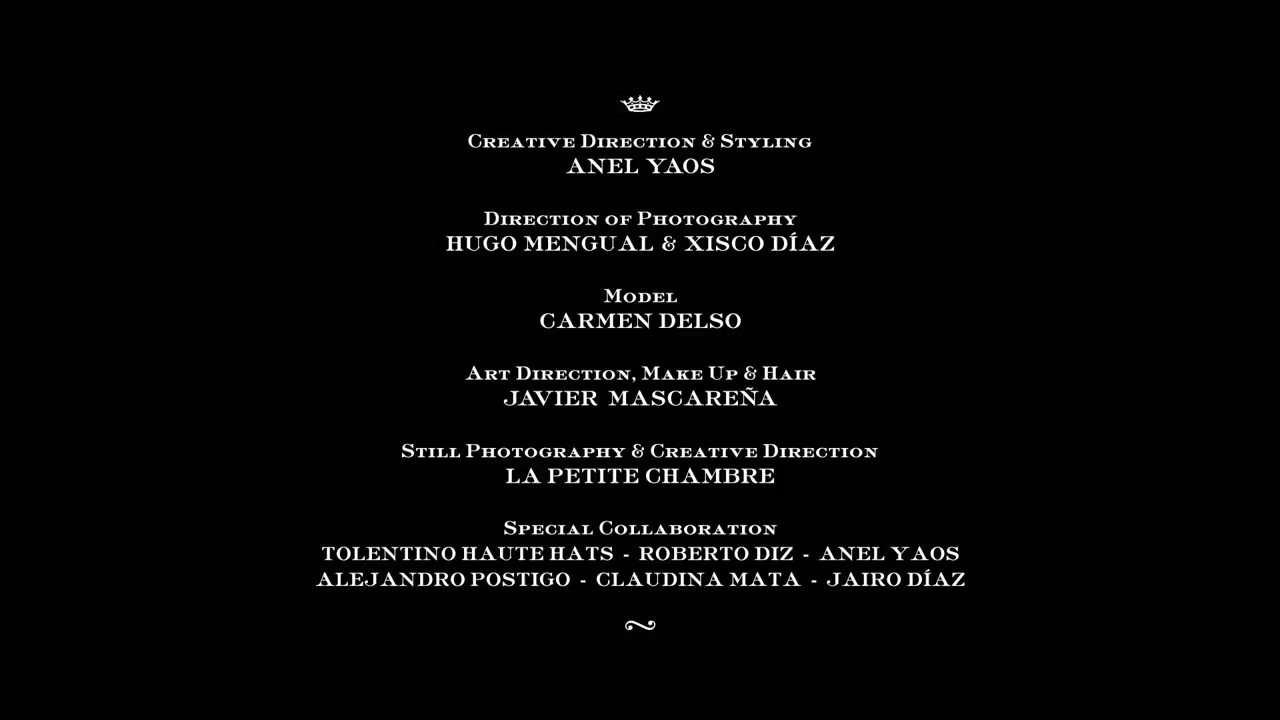 Creative Direction & Styling
ANEL YAOS
Direction of Photography
HUGO MENGUAL & XISCO DÍAZ
Model
CARMEN DELSO
Art Direction, Make Up & Hair
JAVIER MASCAREÑA
Still Photography & Creative Direction
LA PETITE CHAMBRE
Special Collaboration
TOLENTINO HAUTE HATS - ROBERTO DIZ - ANEL YAOS
ALEJANDRO POSTIGO - CLAUDINA MATA - JAIRO DÍAZ